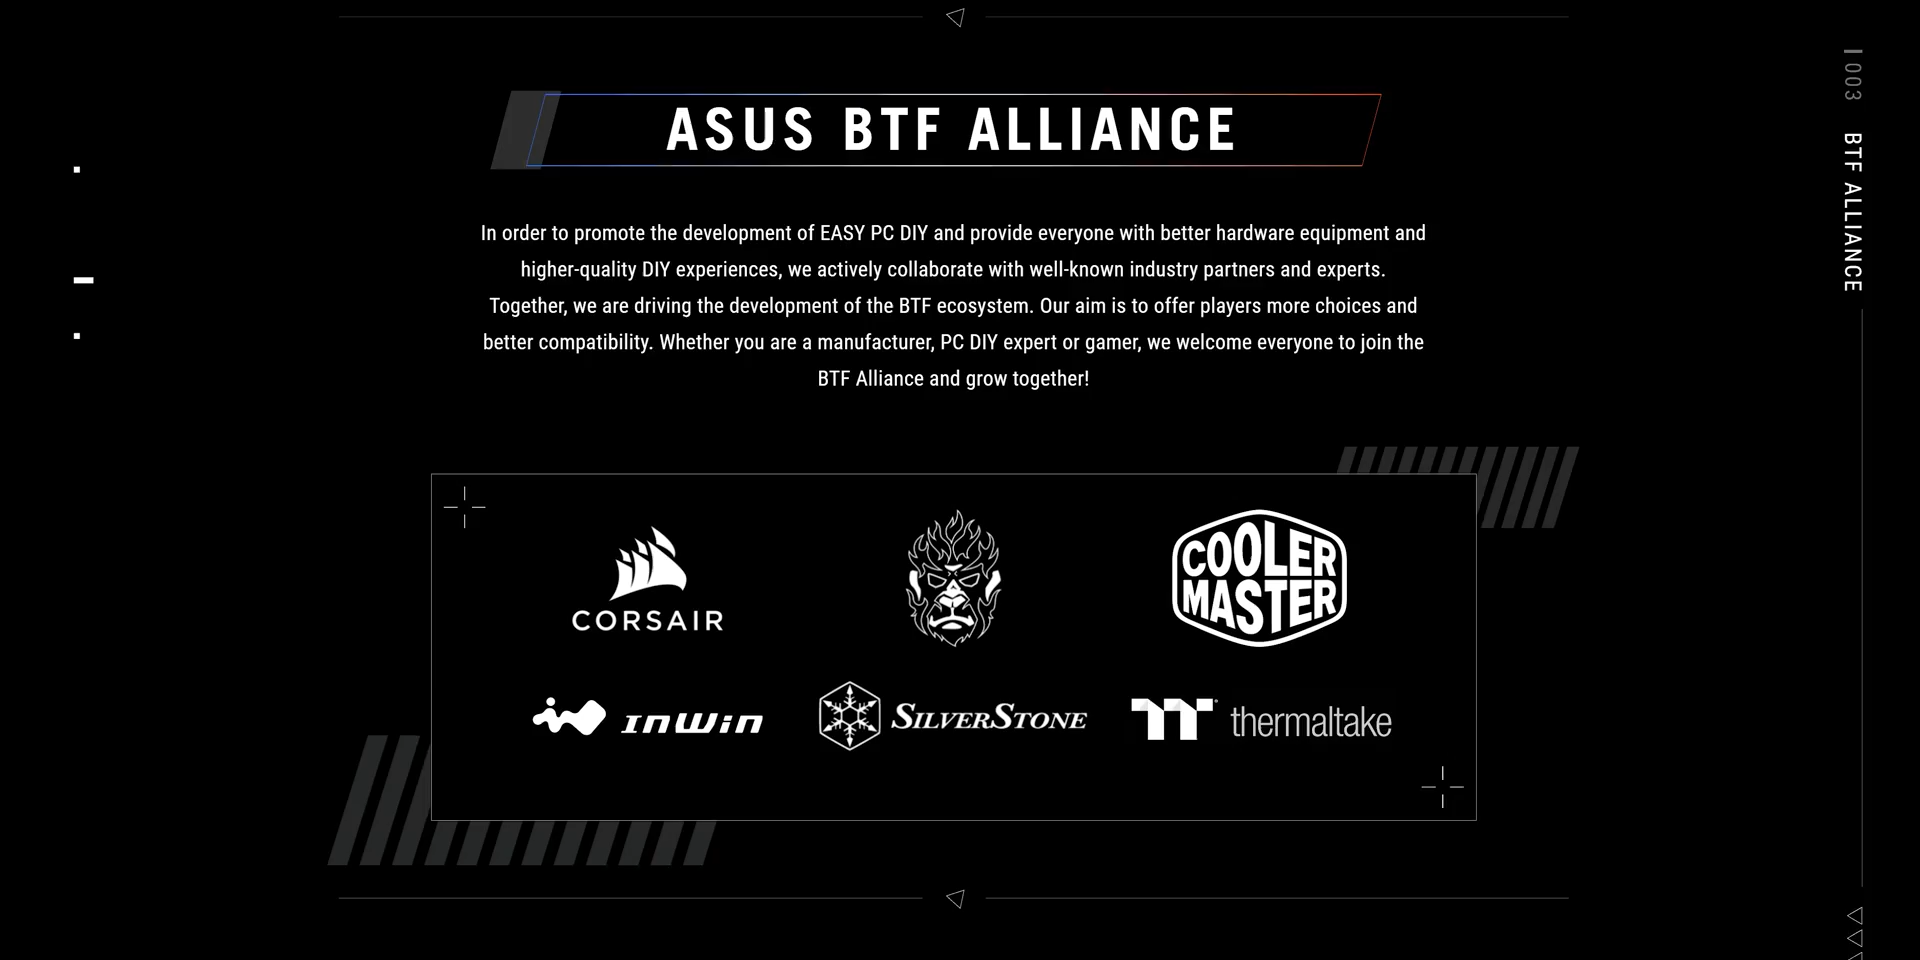 ASUS BTF ALLIANCE
In order to promote the development of EASY PC DIY and provide everyone with better hardware equipment and
higher-quality DIY experiences, we actively collaborate with well-known industry partners and experts.
Together, we are driving the development of the BTF ecosystem. Our aim is to offer players more choices and
better compatibility. Whether you are a manufacturer, PC DIY expert or gamer, we welcome everyone to join the
BTF Alliance and grow together!
CORSAIR
COOLER
MASTER
InWin
SILVERSTONE
thermaltake
003 BTF ALLIANCE